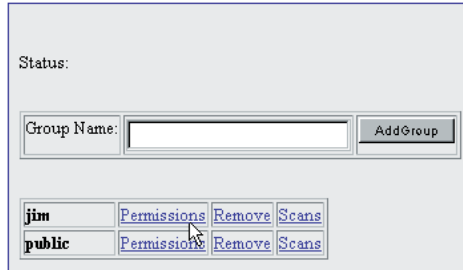 Status:
Group Name: AddGroup
jim Permissions Remove Scans
public Permissions Remove Scans